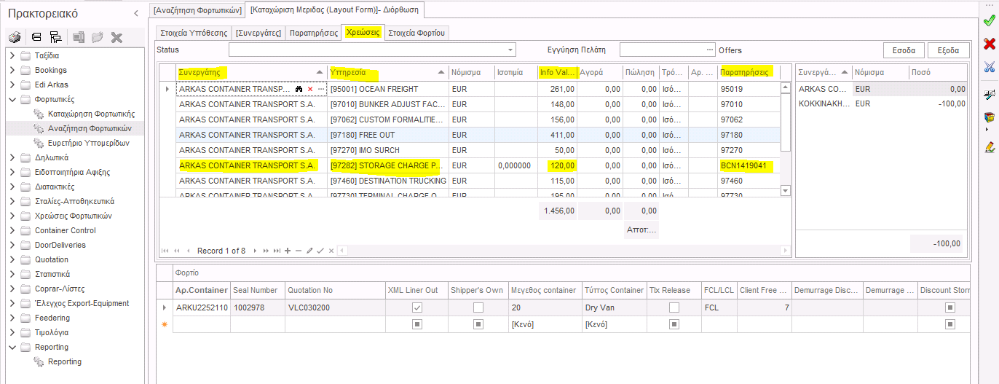 Πρακτορειακό
Ταξίδια
Bookings
Edi Arkas
Φορτωτικές
Καταχώρηση Φορτωτικής
Αναζήτηση Φορτωτικών
Ευρετήριο Υπομερίδων
Δηλωτικά
Ειδοποιητήρια Αφιξης
Διατακτικές
Σταλίες-Αποθηκευτικά
Χρεώσεις Φορτωτικών
Container Control
DoorDeliveries
Quotation
Στατιστικά
Coprar-Λίστες
Έλεγχος Export-Equipment
Feedering
Τιμολόγια
Reporting
Reporting
[Αναζήτηση Φορτωτικών] [Καταχώριση Μεριδας (Layout Form)]- Διόρθωση
Στοιχεία Υπόθεσης [Συνεργάτες] Παρατηρήσεις Χρεώσεις Στοιχεία Φορτίου
Status Εγγύηση Πελάτη Offers Εσοδα Εξοδα
Συνεργάτης Υπηρεσία Νόμισμα Ισοτιμία Info Val... Αγορά Πώληση Τρό... Αρ. ... Παρατηρήσεις
ARKAS CONTAINER TRANSP... [95001] OCEAN FREIGHT EUR 261,00 0,00 0,00 Ισό... 95019
ARKAS CONTAINER TRANSPORT S.A. [97010] BUNKER ADJUST FAC... EUR 148,00 0,00 0,00 Ισό... 97010
ARKAS CONTAINER TRANSPORT S.A. [97062] CUSTOM FORMALITIE... EUR 156,00 0,00 0,00 Ισό... 97062
ARKAS CONTAINER TRANSPORT S.A. [97180] FREE OUT EUR 411,00 0,00 0,00 Ισό... 97180
ARKAS CONTAINER TRANSPORT S.A. [97270] IMO SURCH EUR 50,00 0,00 0,00 Ισό... 97270
ARKAS CONTAINER TRANSPORT S.A. [97282] STORAGE CHARGE P... EUR 0,000000 120,00 0,00 0,00 Ισό... BCN1419041
ARKAS CONTAINER TRANSPORT S.A. [97460] DESTINATION TRUCKING EUR 115,00 0,00 0,00 Ισό... 97460
ARKAS CONTAINER TRANSPORT S.A. [97730] TERMINAL CHARGE O... EUR 195,00 0,00 0,00 Ισό... 97730
1.456,00 0,00 0,00
Αποτ:...
Record 1 of 8
Συνεργά... Νόμισμα Ποσό
ARKAS CO... EUR 0,00
ΚΟΚΚΙΝΑΚΗ... EUR -100,00
-100,00
Φορτίο
Αρ.Container Seal Number Quotation No XML Liner Out Shipper's Own Μεγεθος container Τύπος Container Tlx Release FCL/LCL Client Free ... Demurrage Disc... Demurrage ... Discount Storr
ARKU2252110 1002978 VLC030200 20 Dry Van FCL 7
[Κενό] [Κενό]